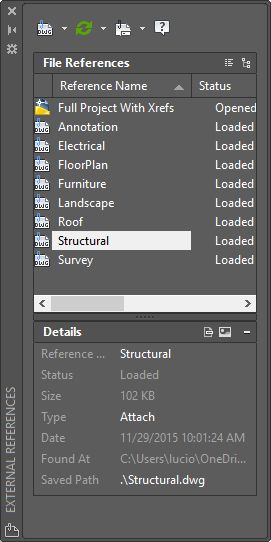 File References
Reference Name Status
Full Project With Xrefs Opened
Annotation Loaded
Electrical Loaded
FloorPlan Loaded
Furniture Loaded
Landscape Loaded
Roof Loaded
Structural Loaded
Survey Loaded
Details
Reference ... Structural
Status Loaded
Size 102 KB
Type Attach
Date 11/29/2015 10:01:24 AM
Found At C:\Users\lucio\OneDri...
Saved Path .\Structural.dwg
EXTERNAL REFERENCES